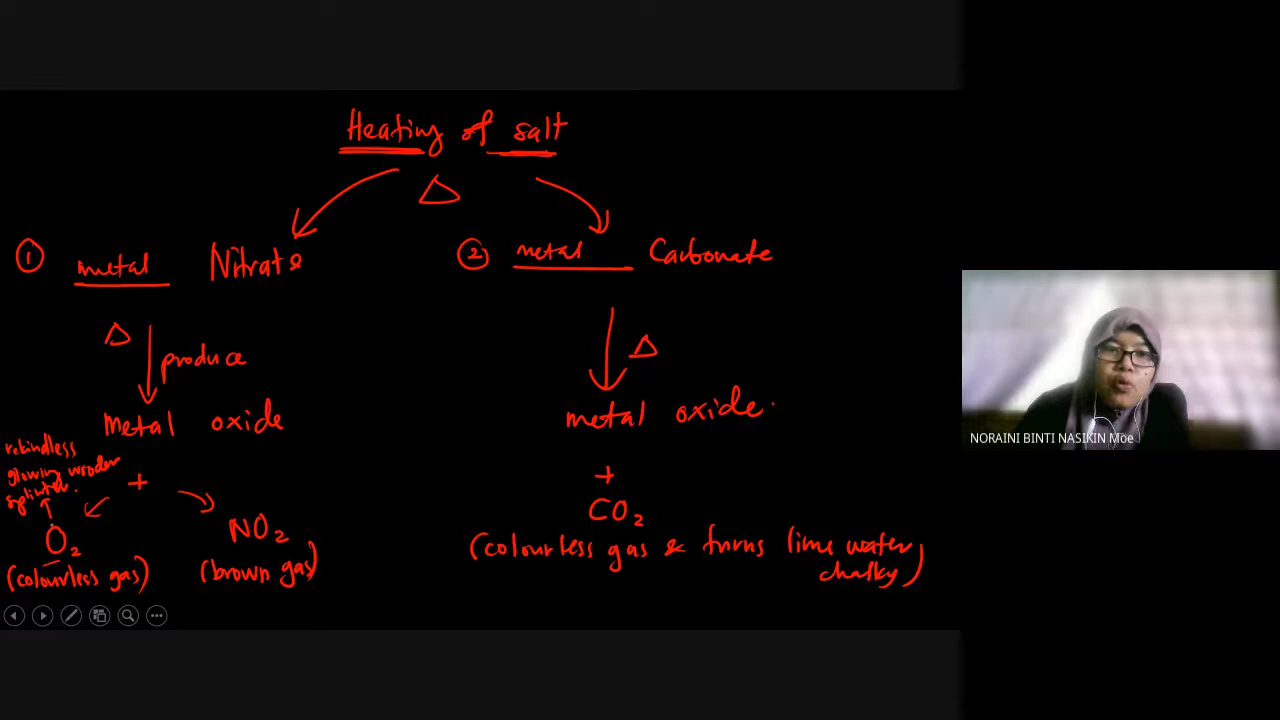 Heating of salt
△
① metal Nitrate
② metal Carbonate
△
produce
Metal oxide
rekindless
glowing wooden
splinter.
+
O₂
(colourless gas)
NO₂
(brown gas)
△
metal oxide.
+
CO₂
(colourless gas & turns lime water
chalky)
NORAINI BINTI NASIKIN Moe